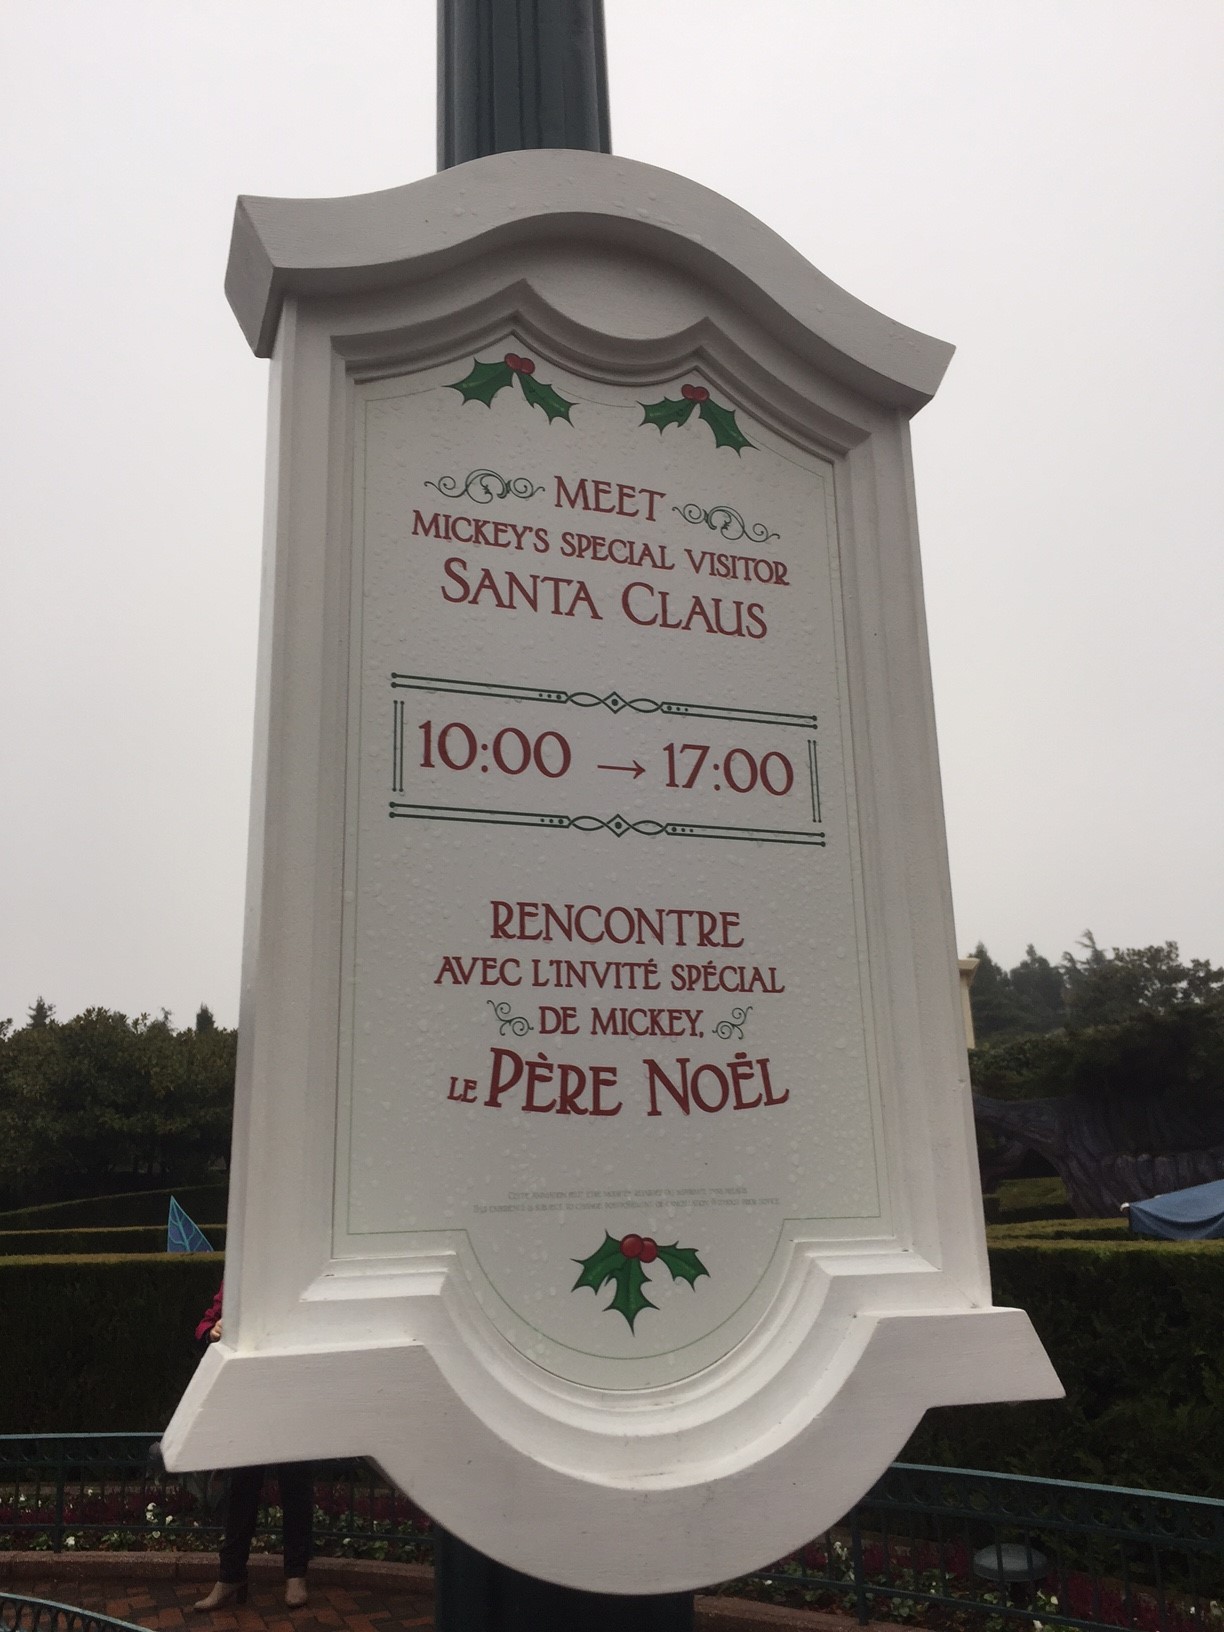 MEET
MICKEY'S SPECIAL VISITOR
SANTA CLAUS
10:00 → 17:00
RENCONTRE
AVEC L'INVITÉ SPÉCIAL
DE MICKEY,
LE PÈRE NOËL